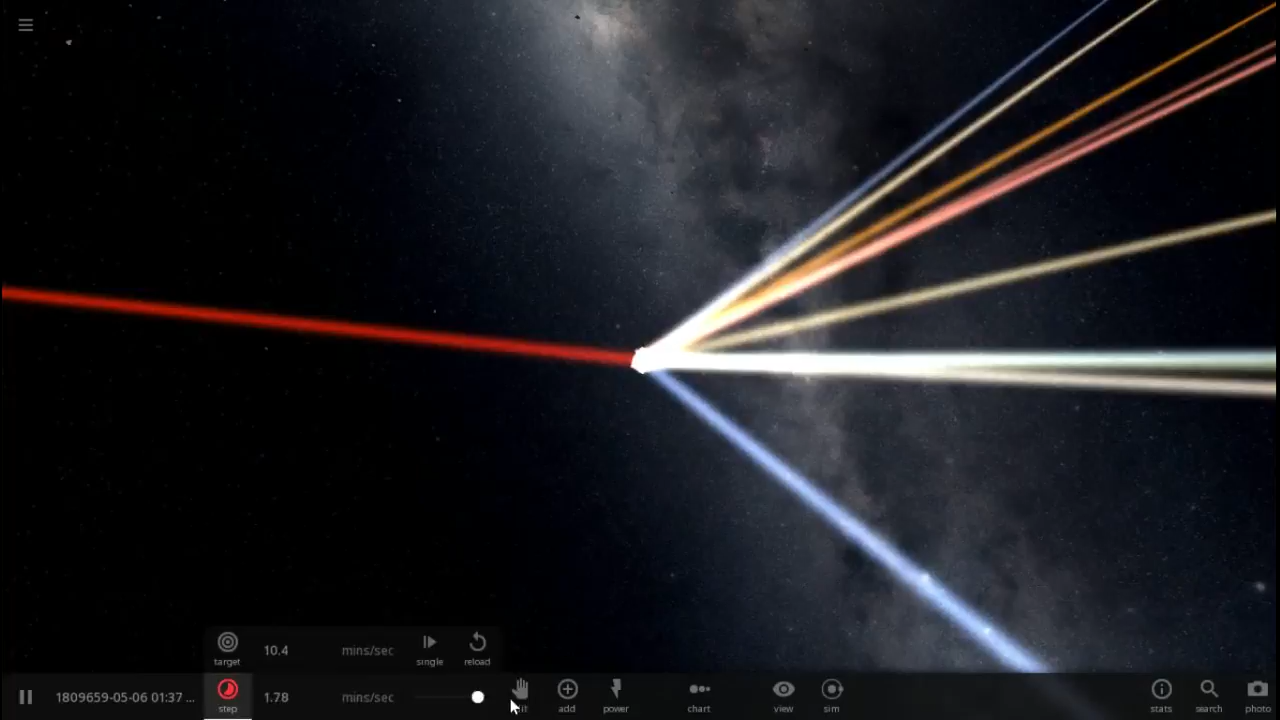 target 10.4 mins/sec single reload
1809659-05-06 01:37 ... step 1.78 mins/sec add power chart view sim stats search photo